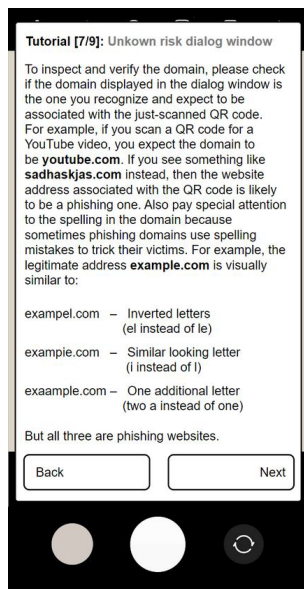 Tutorial [7/9]: Unkown risk dialog window
To inspect and verify the domain, please check
if the domain displayed in the dialog window is
the one you recognize and expect to be
associated with the just-scanned QR code.
For example, if you scan a QR code for a
YouTube video, you expect the domain to
be youtube.com. If you see something like
sadhaskjas.com instead, then the website
address associated with the QR code is likely
to be a phishing one. Also pay special attention
to the spelling in the domain because
sometimes phishing domains use spelling
mistakes to trick their victims. For example, the
legitimate address example.com is visually
similar to:
exampel.com – Inverted letters
(el instead of le)
exampie.com – Similar looking letter
(i instead of l)
exaample.com – One additional letter
(two a instead of one)
But all three are phishing websites.
Back Next